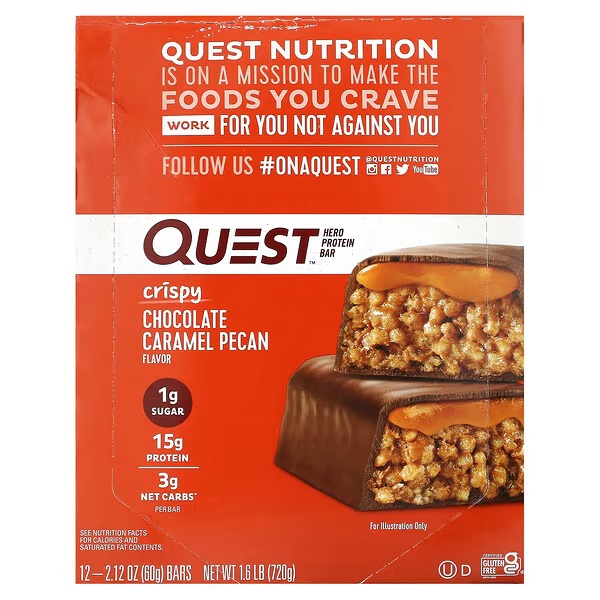 QUEST NUTRITION
IS ON A MISSION TO MAKE THE
FOODS YOU CRAVE
WORK FOR YOU NOT AGAINST YOU
FOLLOW US #ONAQUEST @QUESTNUTRITION
YouTube
QUEST™ HERO PROTEIN BAR
crispy
CHOCOLATE
CARAMEL PECAN
FLAVOR
1g
SUGAR
15g
PROTEIN
3g
NET CARBS*
PER BAR
For Illustration Only
SEE NUTRITION FACTS
FOR CALORIES AND
SATURATED FAT CONTENTS.
12 – 2.12 OZ (60g) BARS NET WT 1.6 LB (720g)
U D
CERTIFIED
GLUTEN
FREE